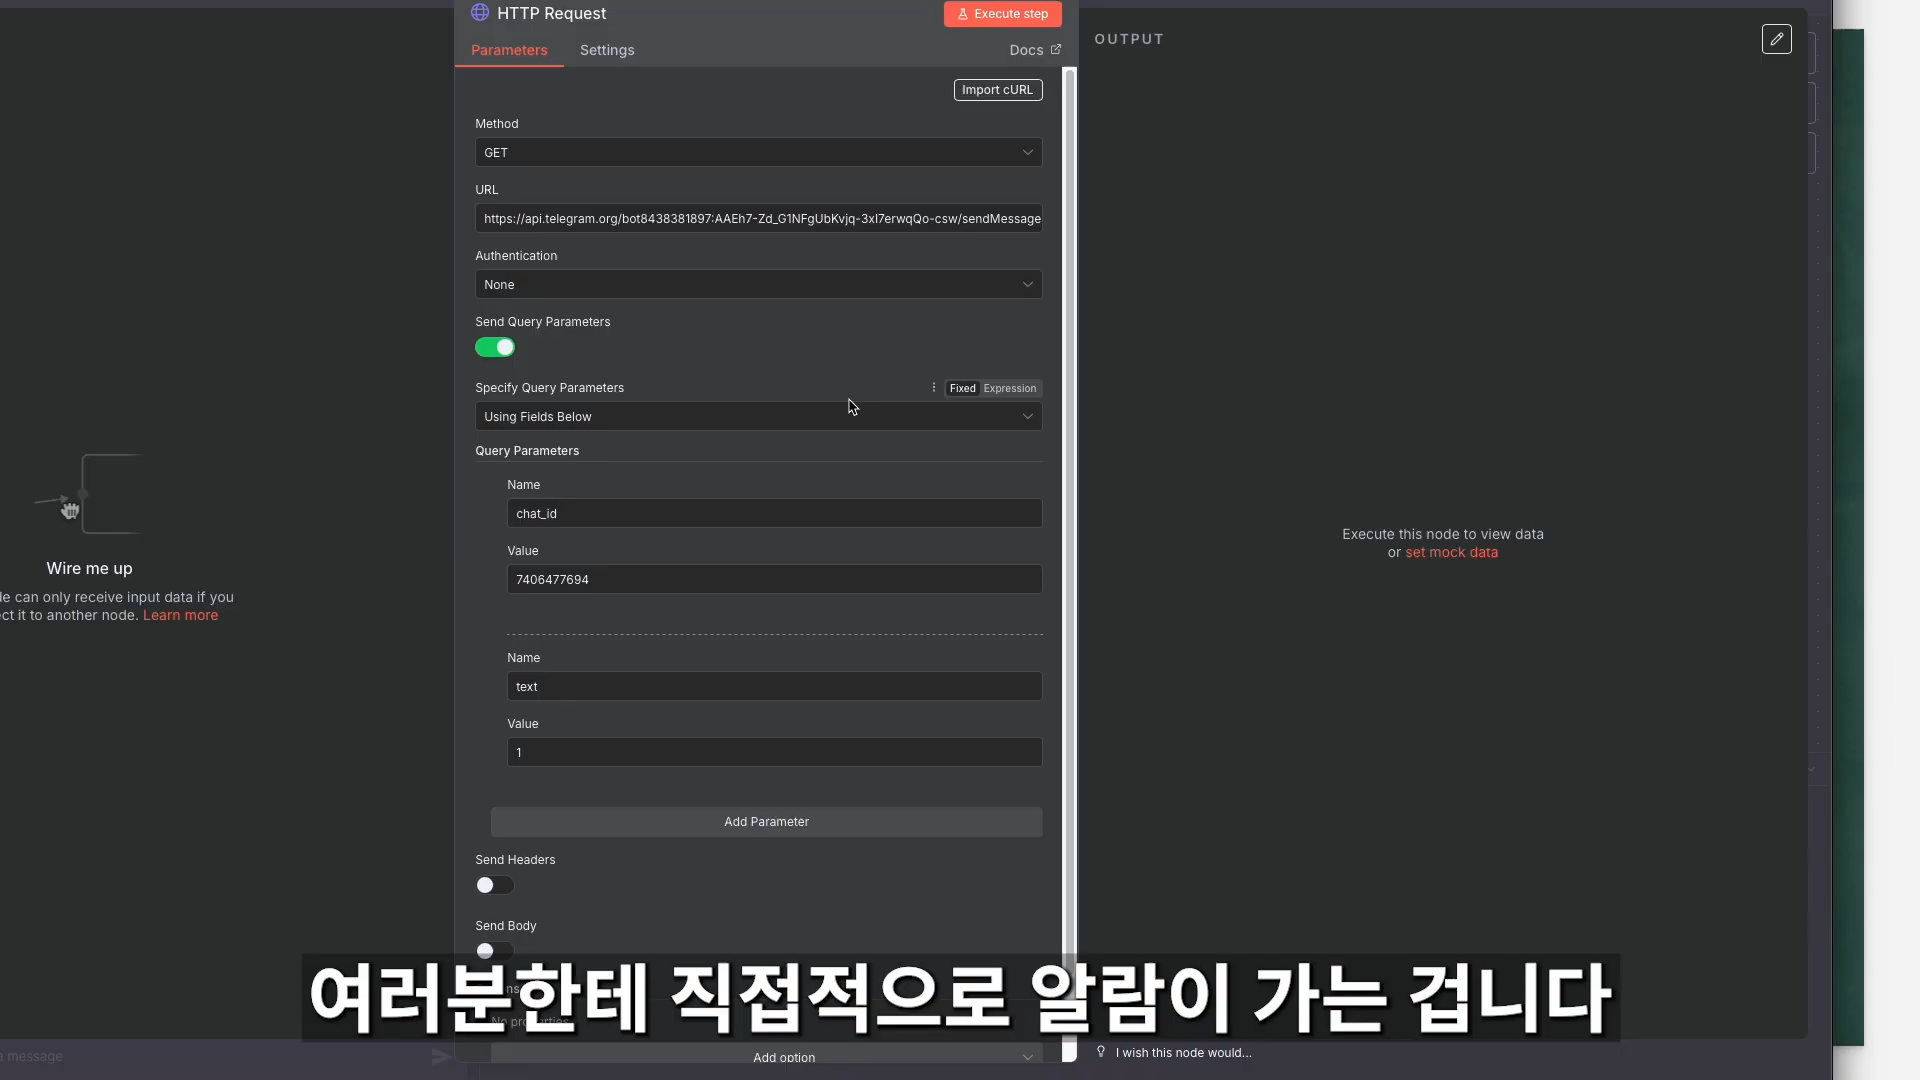 HTTP Request
Execute step
Parameters
Settings
Docs
Import cURL
Method
GET
URL
https://api.telegram.org/bot8438381897:AAEh7-Zd_G1NFgUbKvjq-3xl7erwqQo-csw/sendMessage
Authentication
None
Send Query Parameters
Specify Query Parameters
Fixed Expression
Using Fields Below
Query Parameters
Name
chat_id
Value
7406477694
Name
text
Value
1
Add Parameter
Send Headers
Send Body
No properties
Add option
OUTPUT
Execute this node to view data
or set mock data
I wish this node would...
Wire me up
de can only receive input data if you
ect it to another node. Learn more
a message
여러분한테 직접적으로 알람이 가는 겁니다